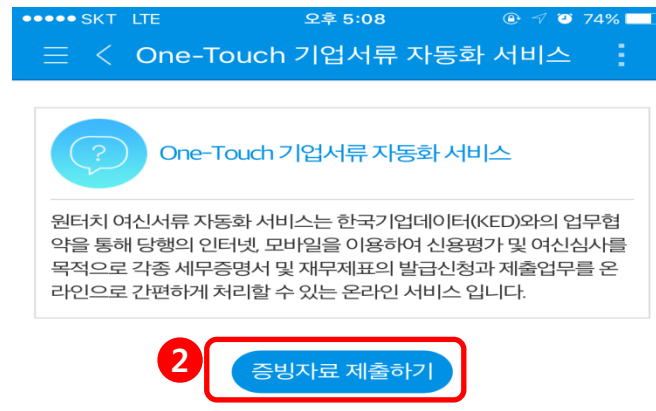 SKT LTE 오후 5:08 74%
One-Touch 기업서류 자동화 서비스
? One-Touch 기업서류 자동화 서비스
원터치 여신서류 자동화 서비스는 한국기업데이터(KED)와의 업무협
약을 통해 당행의 인터넷, 모바일을 이용하여 신용평가 및 여신심사를
목적으로 각종 세무증명서 및 재무제표의 발급신청과 제출업무를 온
라인으로 간편하게 처리할 수 있는 온라인 서비스 입니다.
2 증빙자료 제출하기